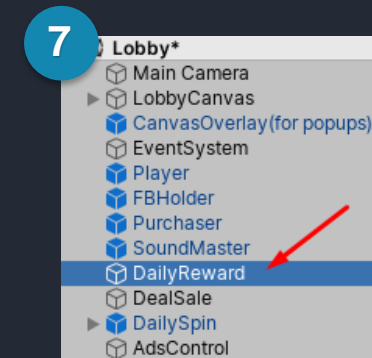 7
Lobby*
Main Camera
LobbyCanvas
CanvasOverlay(for popups)
EventSystem
Player
FBHolder
Purchaser
SoundMaster
DailyReward
DealSale
DailySpin
AdsControl